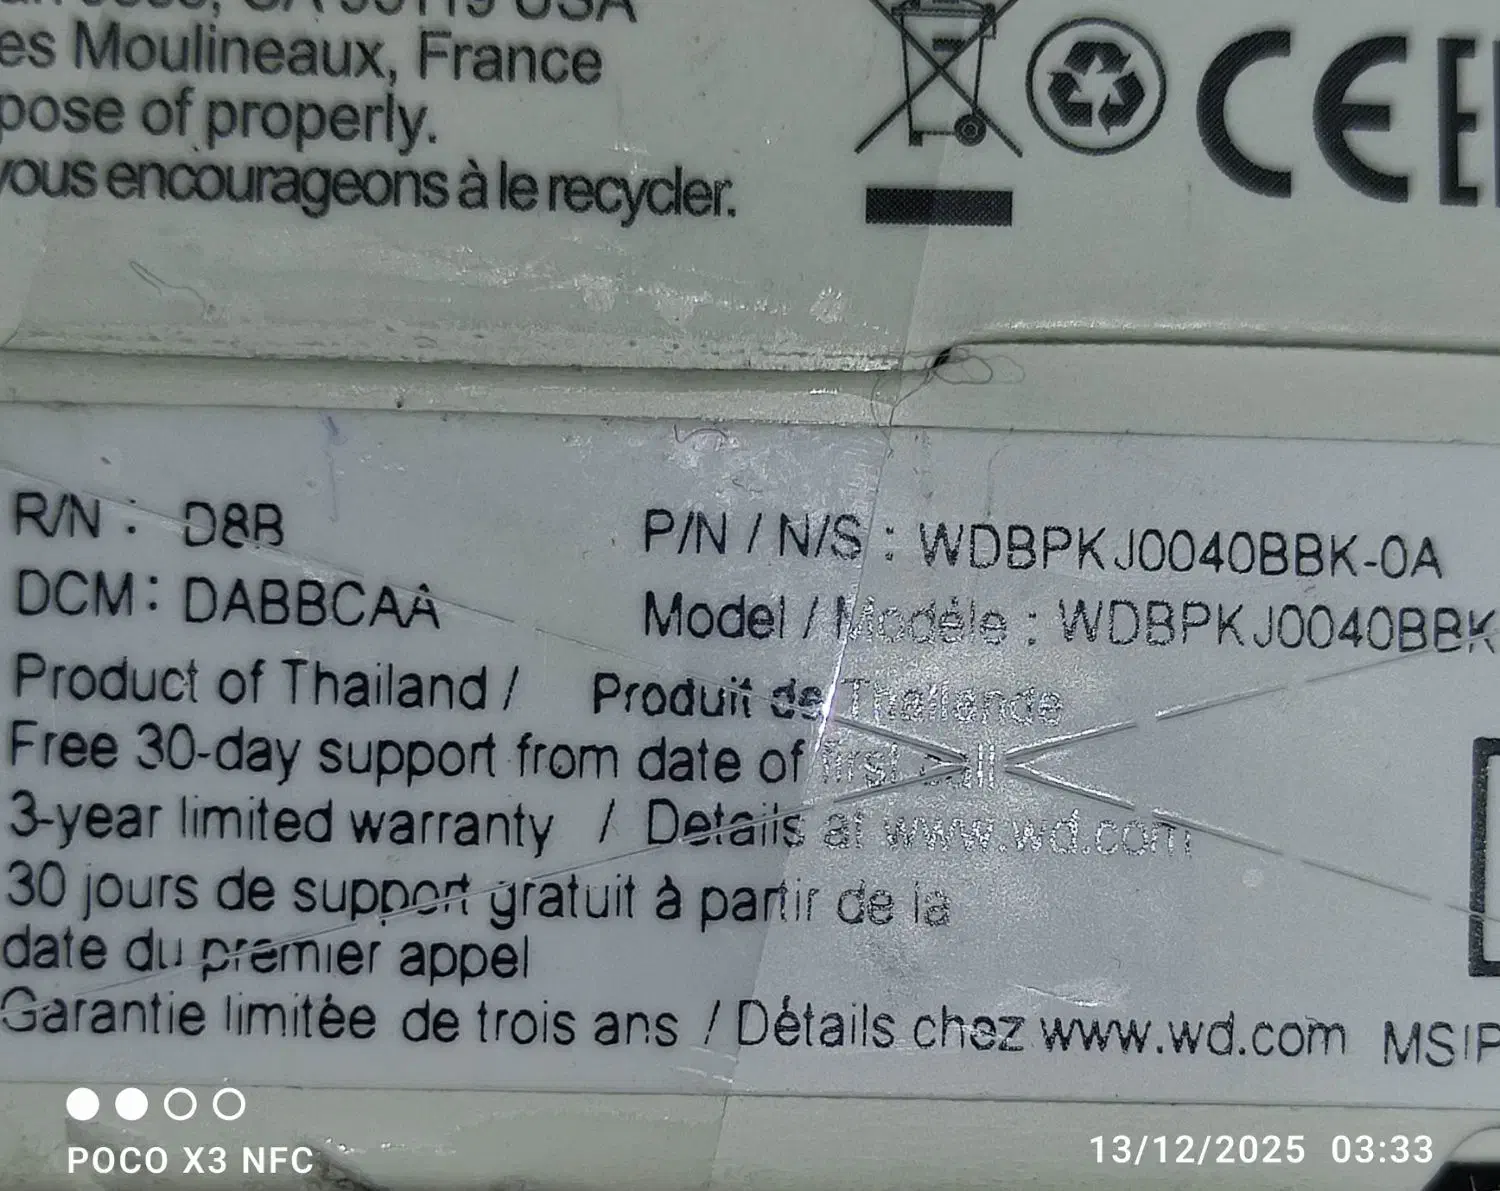 USA
es Moulineaux, France
pose of properly.
vous encourageons à le recycler.
CE
R/N : D8B
P/N / N/S : WDBPKJ0040BBK-0A
DCM: DABBCAA
Model / Modéle : WDBPKJ0040BBK
Product of Thailand / Produit de Thaïlande
Free 30-day support from date of first call
3-year limited warranty / Details at www.wd.com
30 jours de support gratuit à partir de la
date du premier appel
Garantie limitée de trois ans / Détails chez www.wd.com MSIP
POCO X3 NFC
13/12/2025 03:33